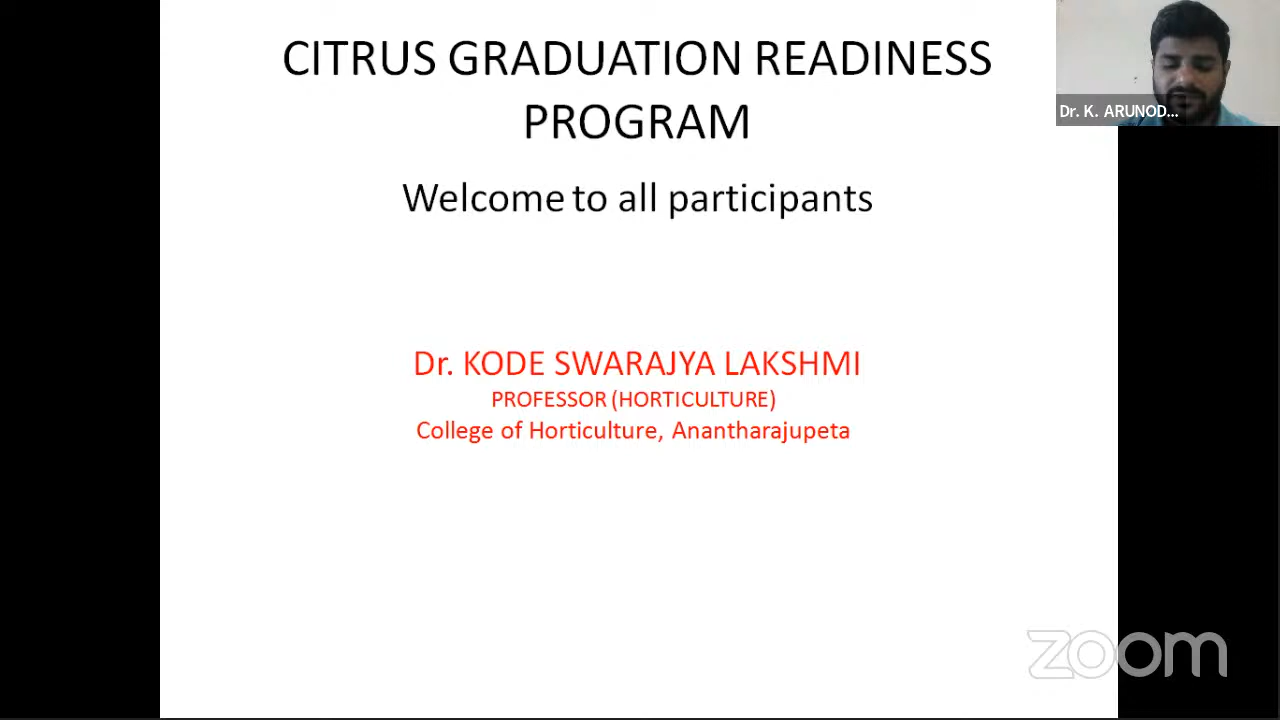 CITRUS GRADUATION READINESS
PROGRAM
Welcome to all participants
Dr. KODE SWARAJYA LAKSHMI
PROFESSOR (HORTICULTURE)
College of Horticulture, Anantharajupeta
Dr. K. ARUNOD...
zoom